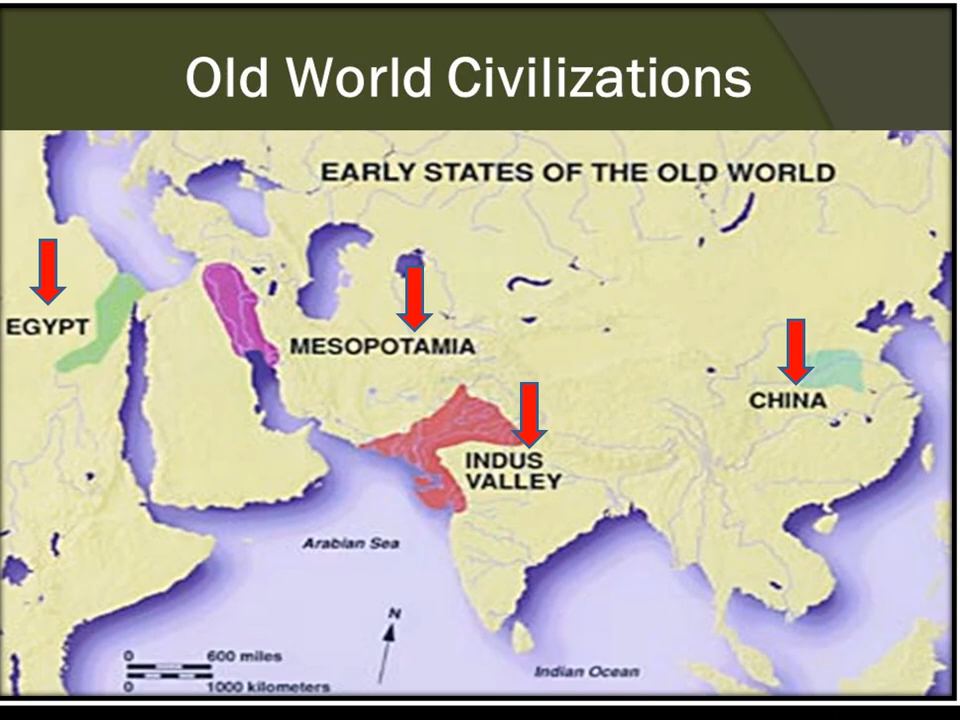 Old World Civilizations
EARLY STATES OF THE OLD WORLD
EGYPT
MESOPOTAMIA
CHINA
INDUS
VALLEY
Arabian Sea
N
0 600 miles
0 1000 kilometers
Indian Ocean